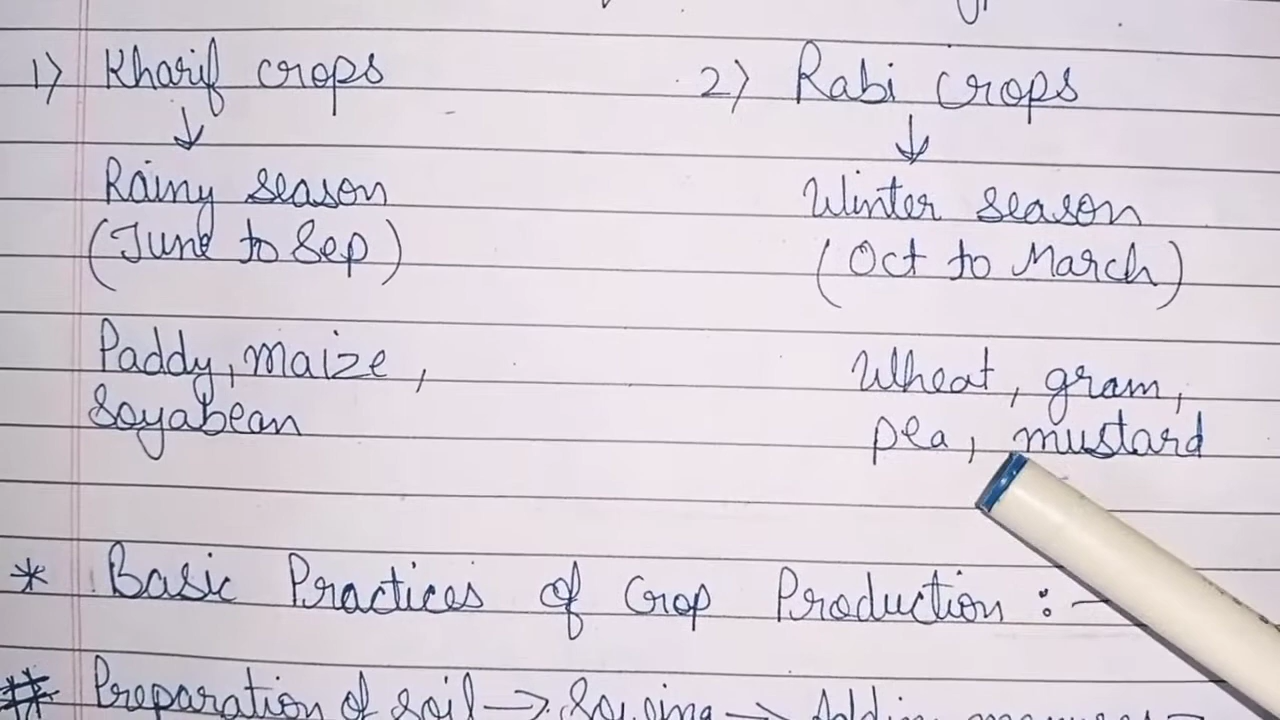 1) Kharif crops
2) Rabi crops
↓
↓
Rainy season
Winter season
(June to Sep)
(Oct to March)
Paddy, maize,
Wheat, gram,
Soyabean
pea, mustard
* Basic Practices of Crop Production :-
# Preparation of soil → Sowing → Adding